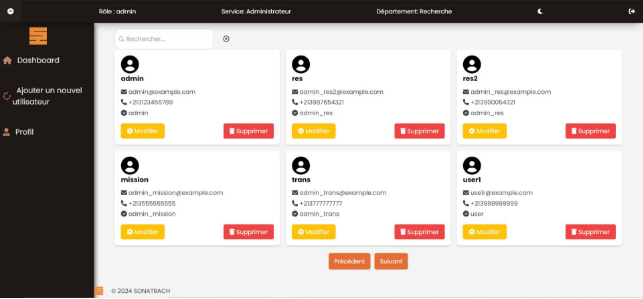 Rôle : admin Service: Administrateur Département: Recherche
Dashboard
Ajouter un nouvel
utilisateur
Profil
Rechercher...
admin
admin@example.com
+213123456789
admin
Modifier Supprimer
res
admin_res2@example.com
+213987654321
admin_res
Modifier Supprimer
res2
admin_res@example.com
+213900054321
admin_res
Modifier Supprimer
mission
admin_mission@example.com
+213555555555
admin_mission
Modifier Supprimer
trans
admin_trans@example.com
+213777777777
admin_trans
Modifier Supprimer
user1
user1@example.com
+213999999999
user
Modifier Supprimer
Précédent Suivant
© 2024 SONATRACH